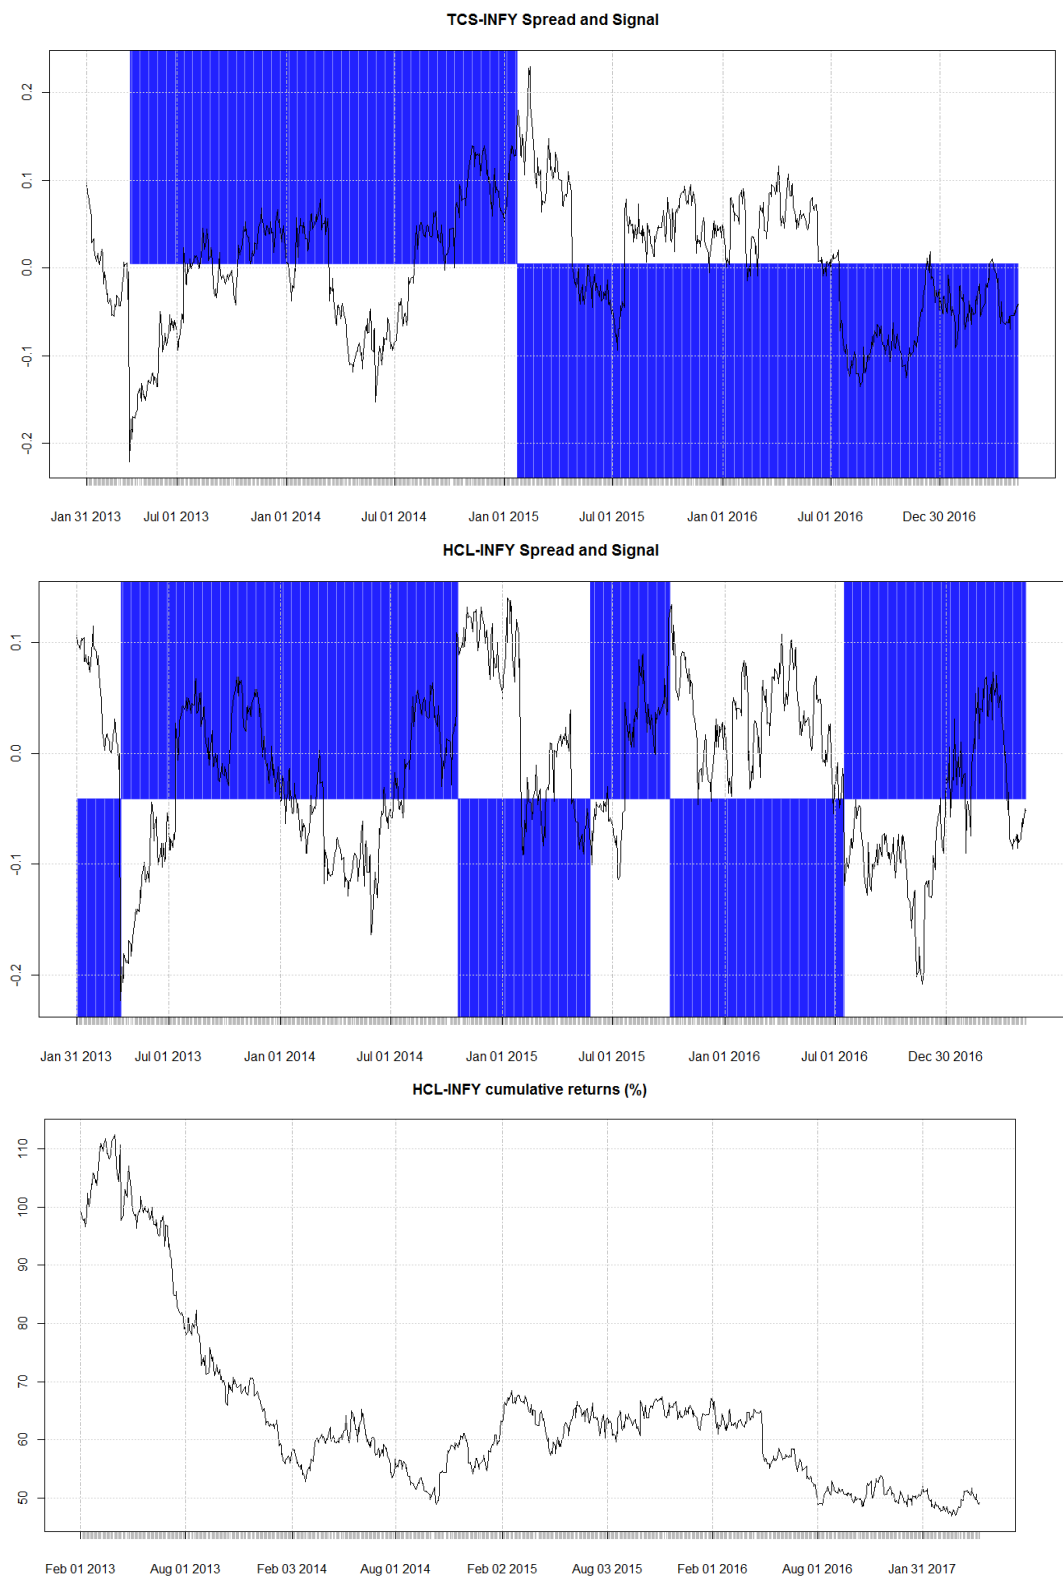 TCS-INFY Spread and Signal
0.2
0.1
0.0
-0.1
-0.2
Jan 31 2013 Jul 01 2013 Jan 01 2014 Jul 01 2014 Jan 01 2015 Jul 01 2015 Jan 01 2016 Jul 01 2016 Dec 30 2016
HCL-INFY Spread and Signal
0.1
0.0
-0.1
-0.2
Jan 31 2013 Jul 01 2013 Jan 01 2014 Jul 01 2014 Jan 01 2015 Jul 01 2015 Jan 01 2016 Jul 01 2016 Dec 30 2016
HCL-INFY cumulative returns (%)
110
100
90
80
70
60
50
Feb 01 2013 Aug 01 2013 Feb 03 2014 Aug 01 2014 Feb 02 2015 Aug 03 2015 Feb 01 2016 Aug 01 2016 Jan 31 2017